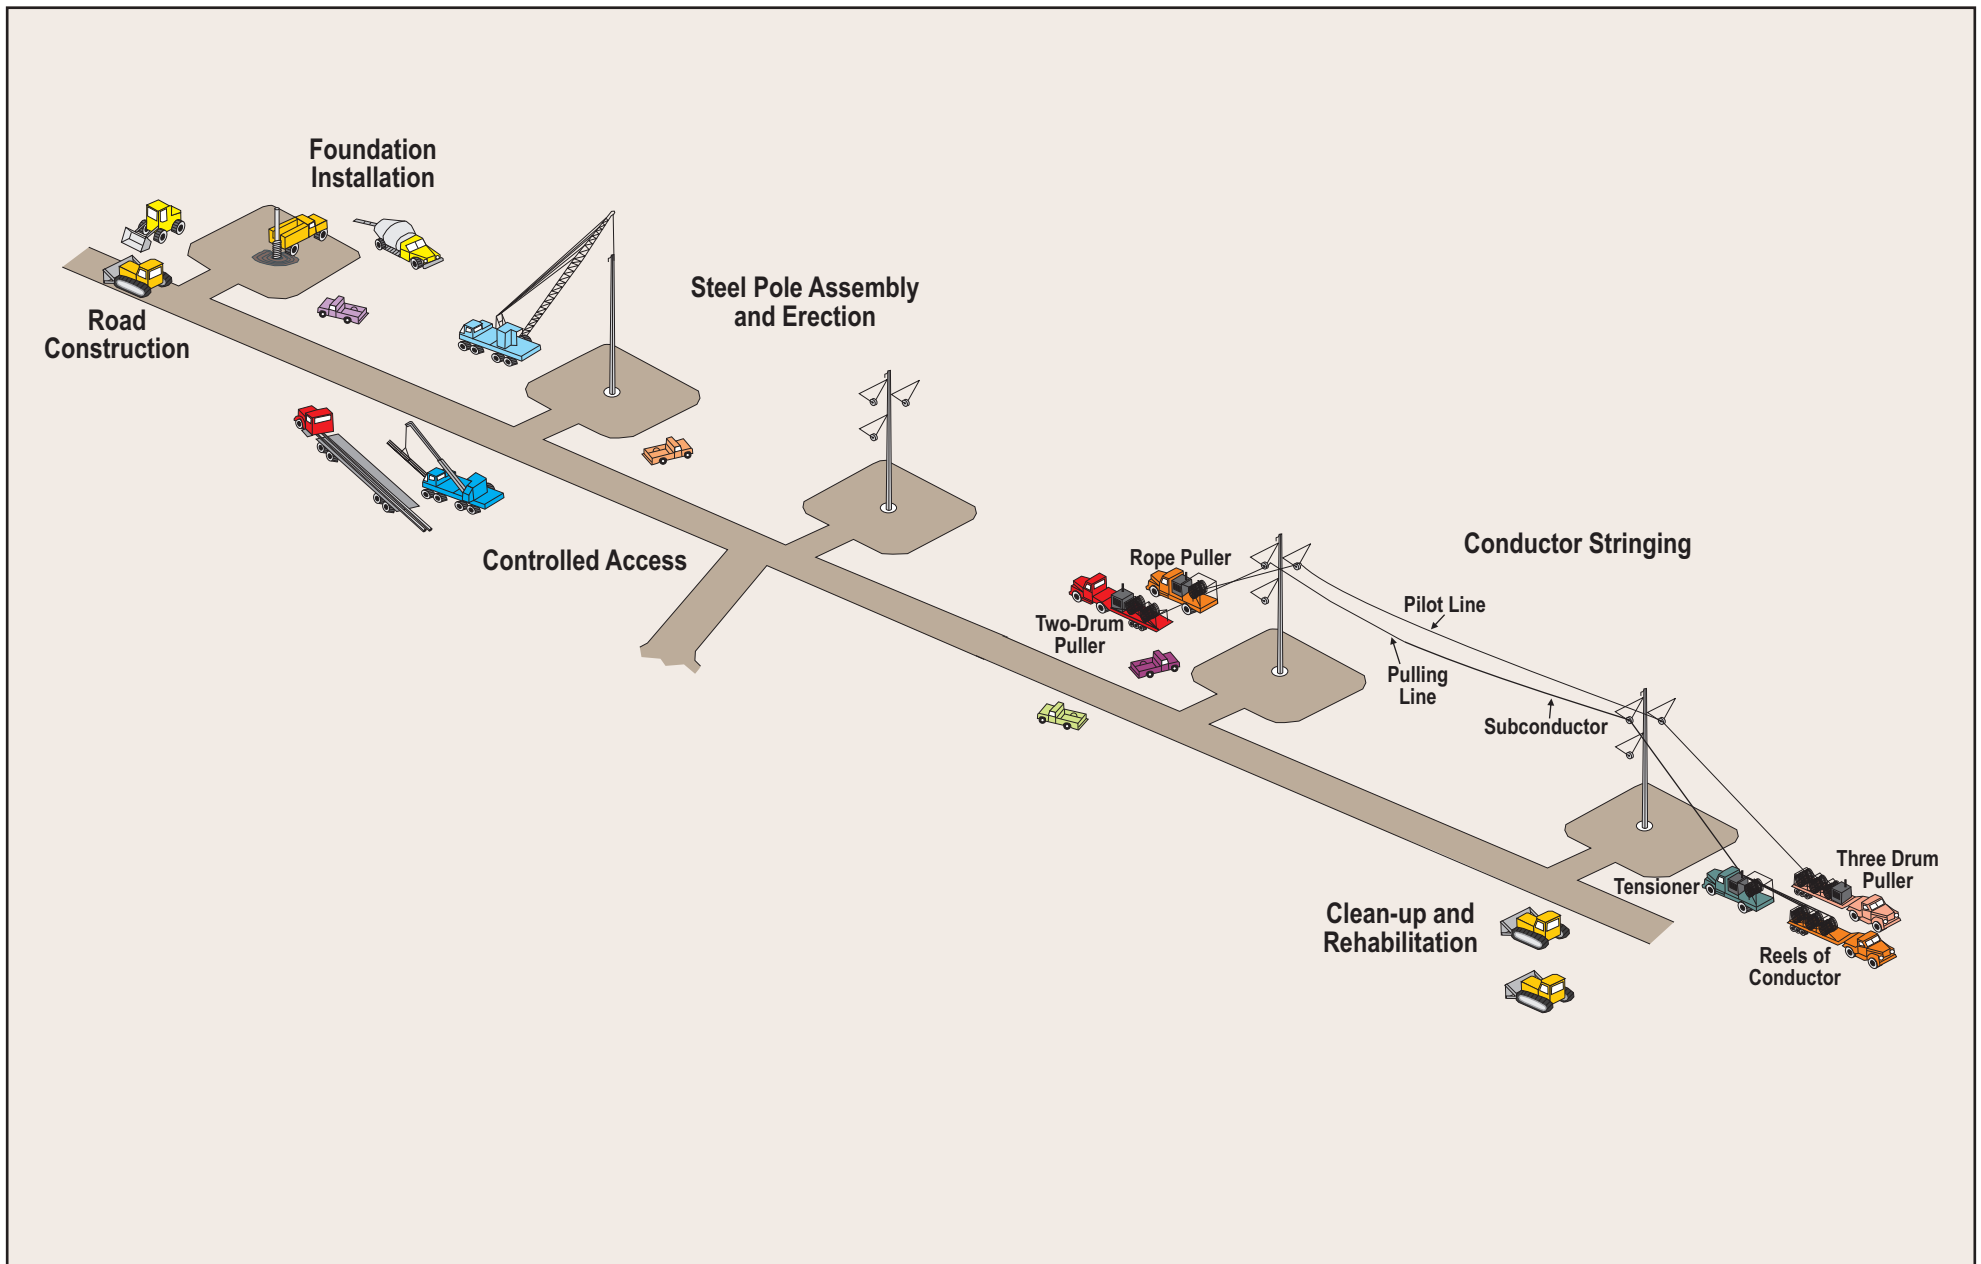 Foundation
Installation
Road
Construction
Steel Pole Assembly
and Erection
Controlled Access
Conductor Stringing
Rope Puller
Two-Drum
Puller
Pilot Line
Pulling
Line
Subconductor
Tensioner
Three Drum
Puller
Clean-up and
Rehabilitation
Reels of
Conductor